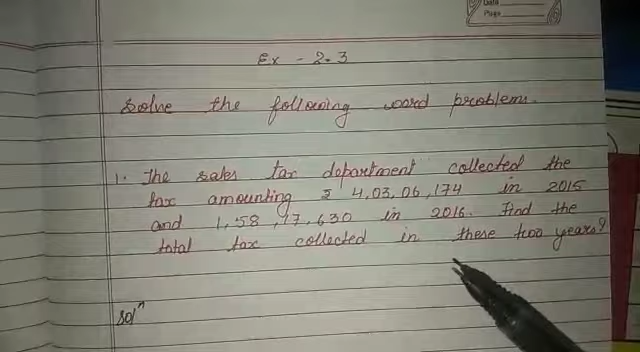 Date
Page
Ex - 2.3
Solve the following word problems.
1. The sales tax department collected the
tax amounting ₹ 4,03,06,174 in 2015
and 1,58,17,630 in 2016. Find the
total tax collected in these two years?
Solⁿ